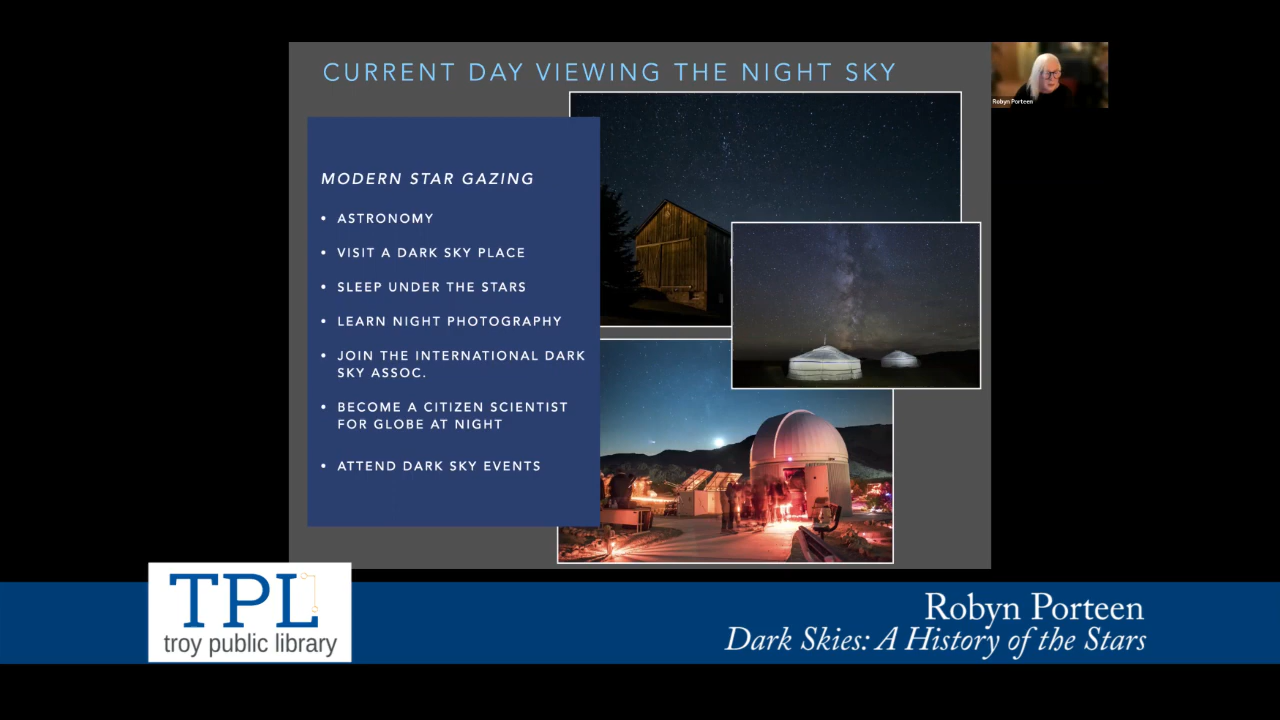 CURRENT DAY VIEWING THE NIGHT SKY
Robyn Porteen
MODERN STAR GAZING
• ASTRONOMY
• VISIT A DARK SKY PLACE
• SLEEP UNDER THE STARS
• LEARN NIGHT PHOTOGRAPHY
• JOIN THE INTERNATIONAL DARK
SKY ASSOC.
• BECOME A CITIZEN SCIENTIST
FOR GLOBE AT NIGHT
• ATTEND DARK SKY EVENTS
TPL
troy public library
Robyn Porteen
Dark Skies: A History of the Stars